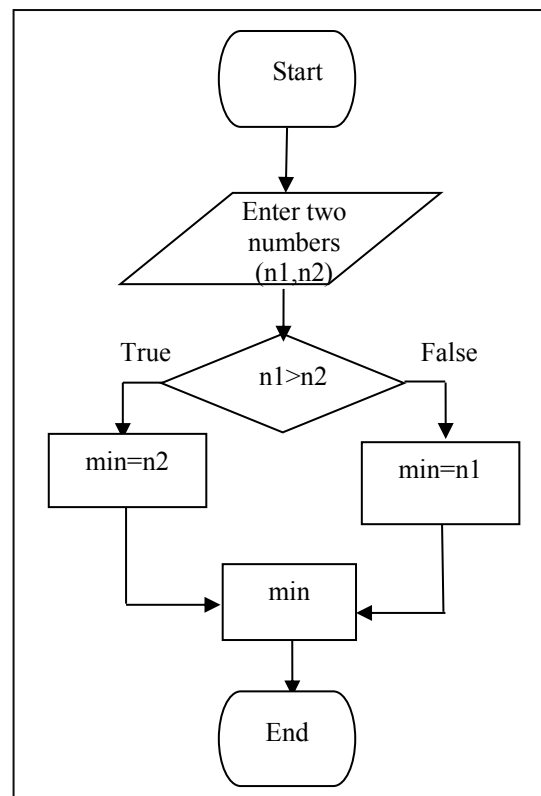 Start
Enter two
numbers
(n1,n2)
True
False
n1>n2
min=n2
min=n1
min
End